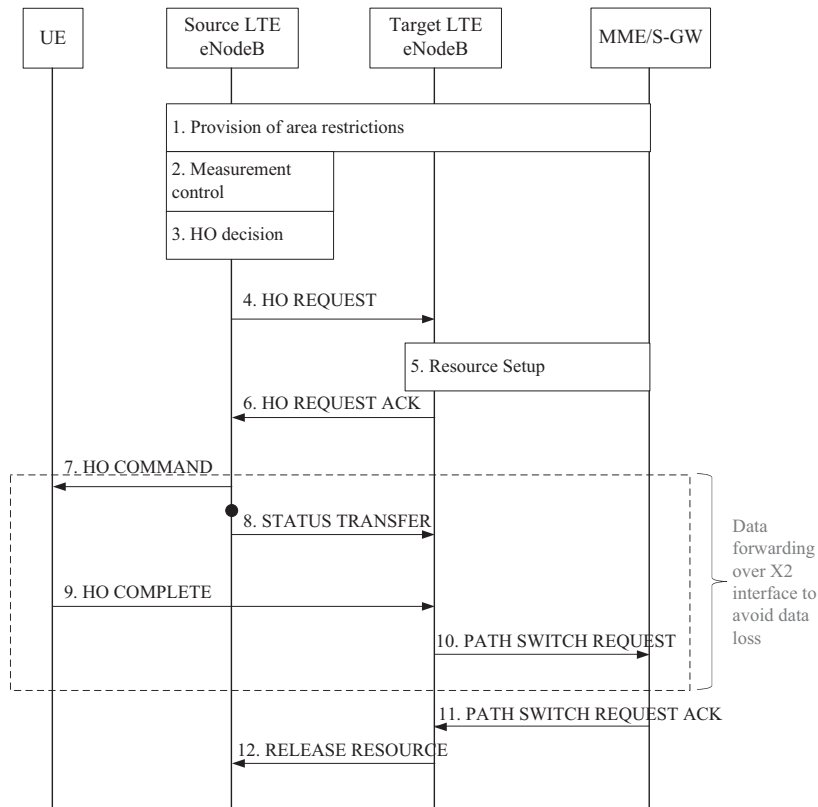 UE
Source LTE
eNodeB
Target LTE
eNodeB
MME/S-GW
1. Provision of area restrictions
2. Measurement
control
3. HO decision
4. HO REQUEST
5. Resource Setup
6. HO REQUEST ACK
7. HO COMMAND
8. STATUS TRANSFER
Data
forwarding
over X2
interface to
avoid data
loss
9. HO COMPLETE
10. PATH SWITCH REQUEST
11. PATH SWITCH REQUEST ACK
12. RELEASE RESOURCE